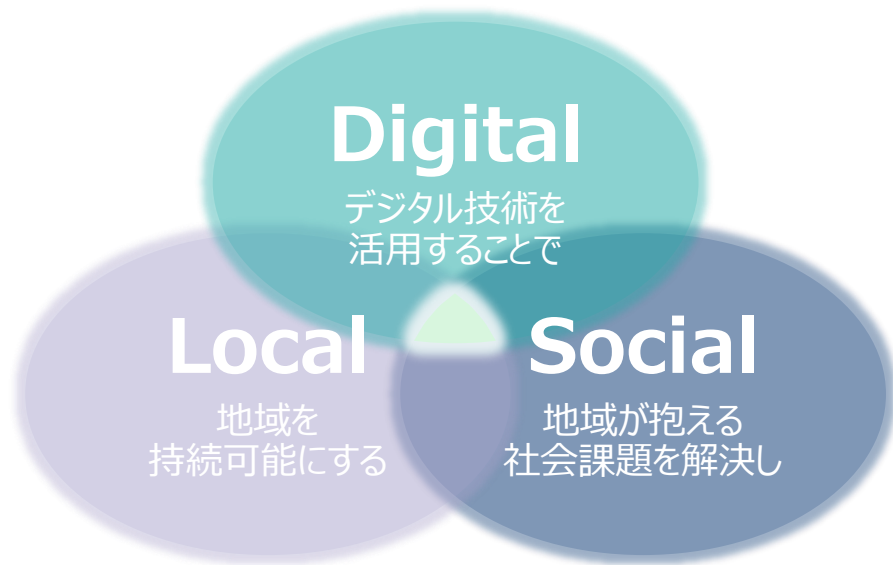 Digital
デジタル技術を
活用することで
Local
地域を
持続可能にする
Social
地域が抱える
社会課題を解決し